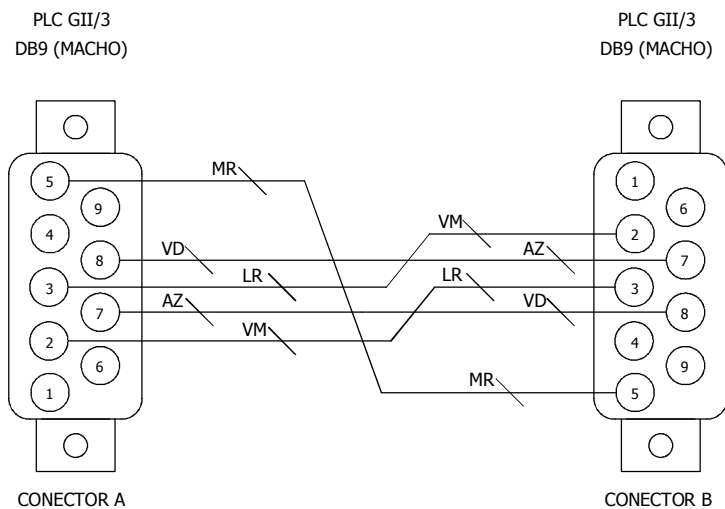 PLC GII/3
DB9 (MACHO)
PLC GII/3
DB9 (MACHO)
5
9
4
8
3
7
2
6
1
MR
VD
LR
AZ
VM
VM
AZ
LR
VD
MR
1
6
2
7
3
8
4
9
5
CONECTOR A
CONECTOR B